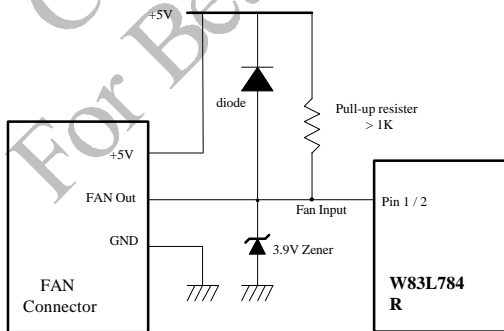 +5V
diode
Pull-up resister
> 1K
+5V
FAN Out
Fan Input
Pin 1 / 2
GND
3.9V Zener
FAN
Connector
W83L784
R
For